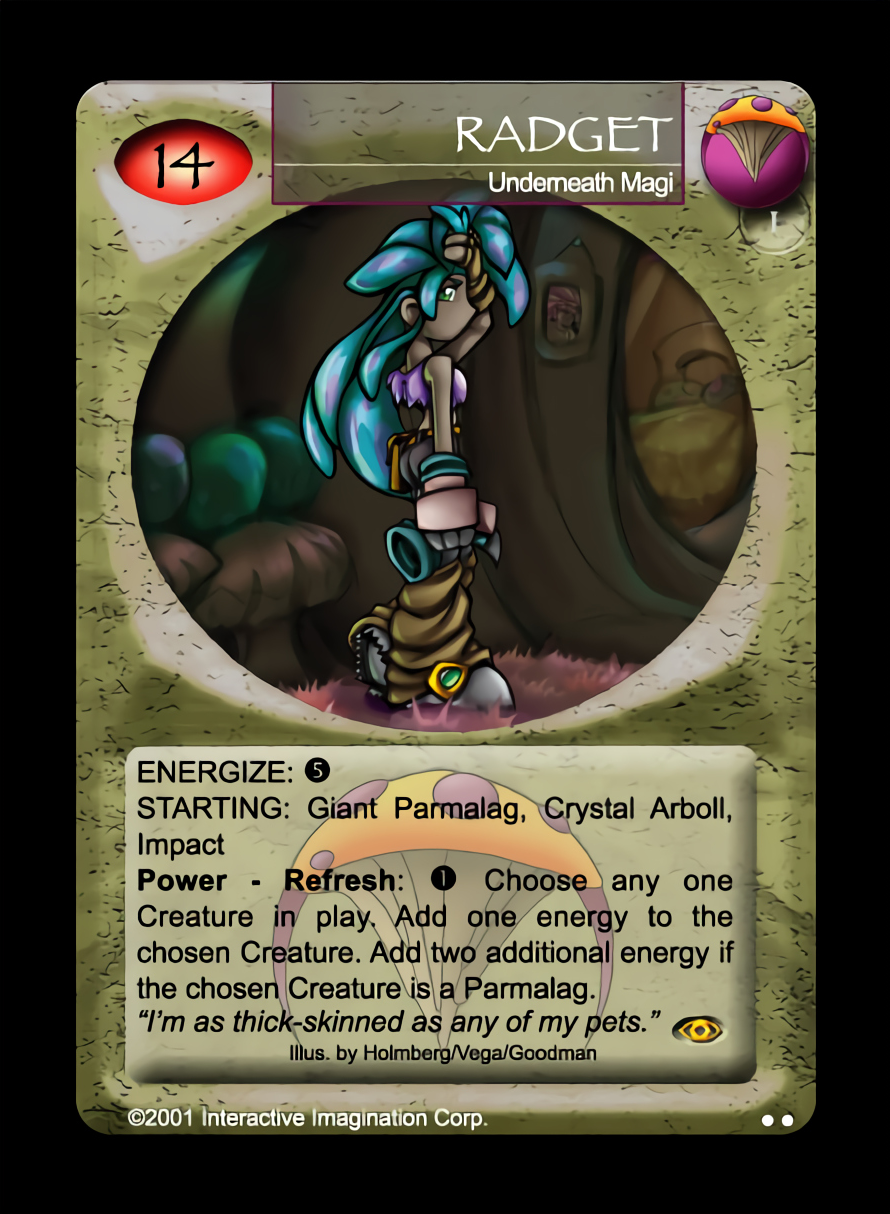 14
RADGET
Underneath Magi
I
ENERGIZE: ❺
STARTING: Giant Parmalag, Crystal Arboll,
Impact
Power - Refresh: ❶ Choose any one
Creature in play. Add one energy to the
chosen Creature. Add two additional energy if
the chosen Creature is a Parmalag.
“I’m as thick-skinned as any of my pets.”
Illus. by Holmberg/Vega/Goodman
©2001 Interactive Imagination Corp.